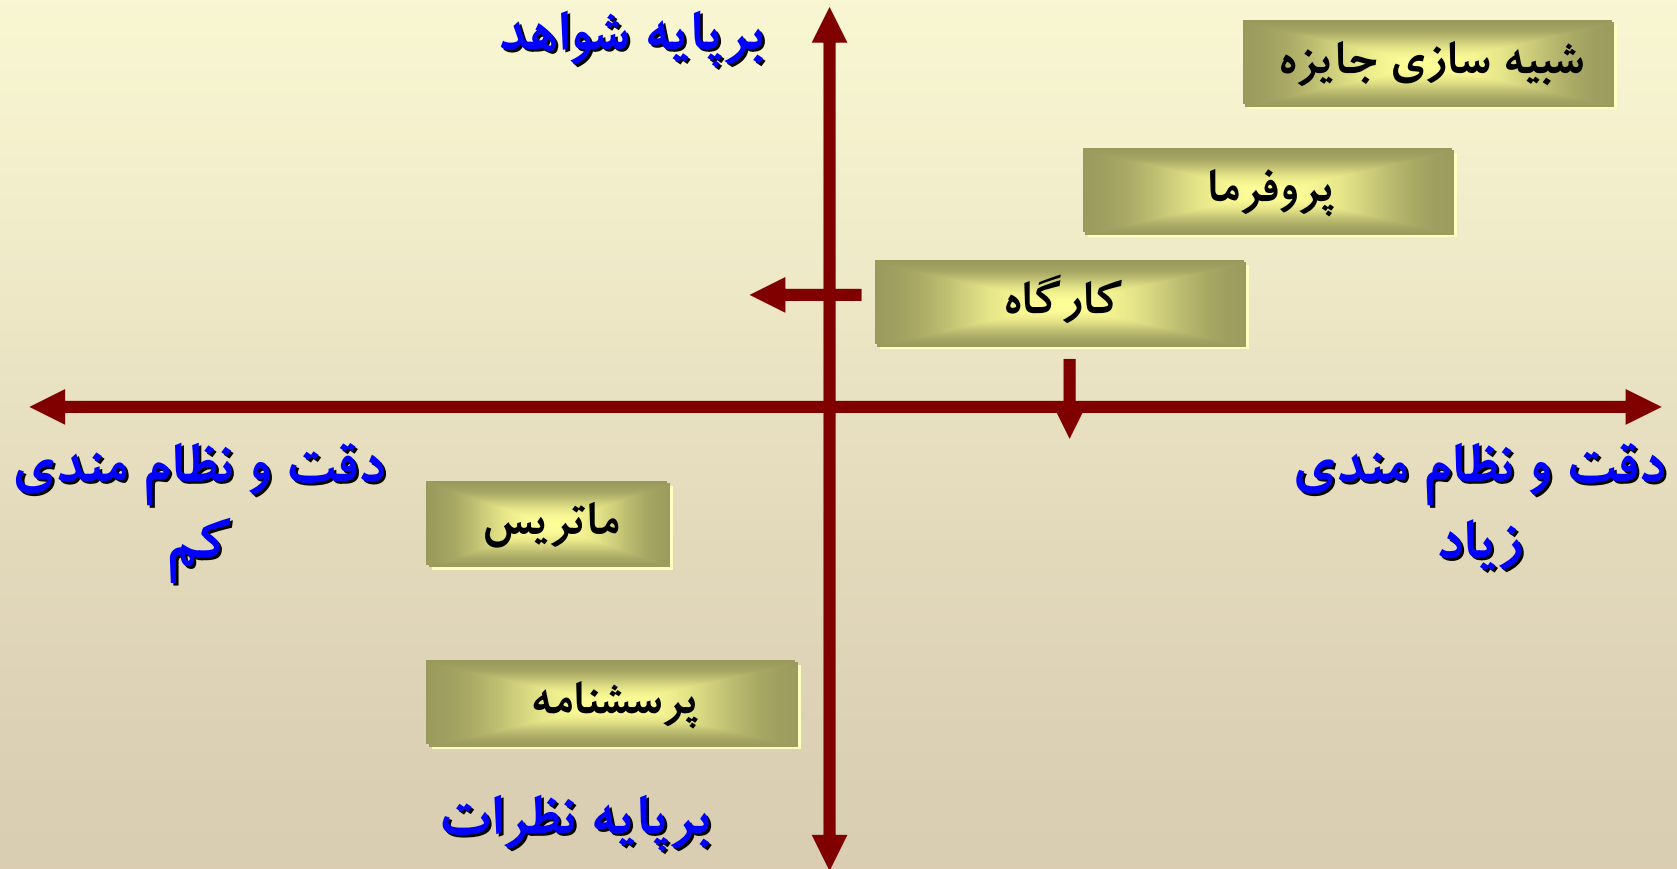 برپایه شواهد
شبیه سازی جایزه
پروفرما
کارگاه
دقت و نظام مندی
زیاد
دقت و نظام مندی
کم
ماتریس
پرسشنامه
برپایه نظرات